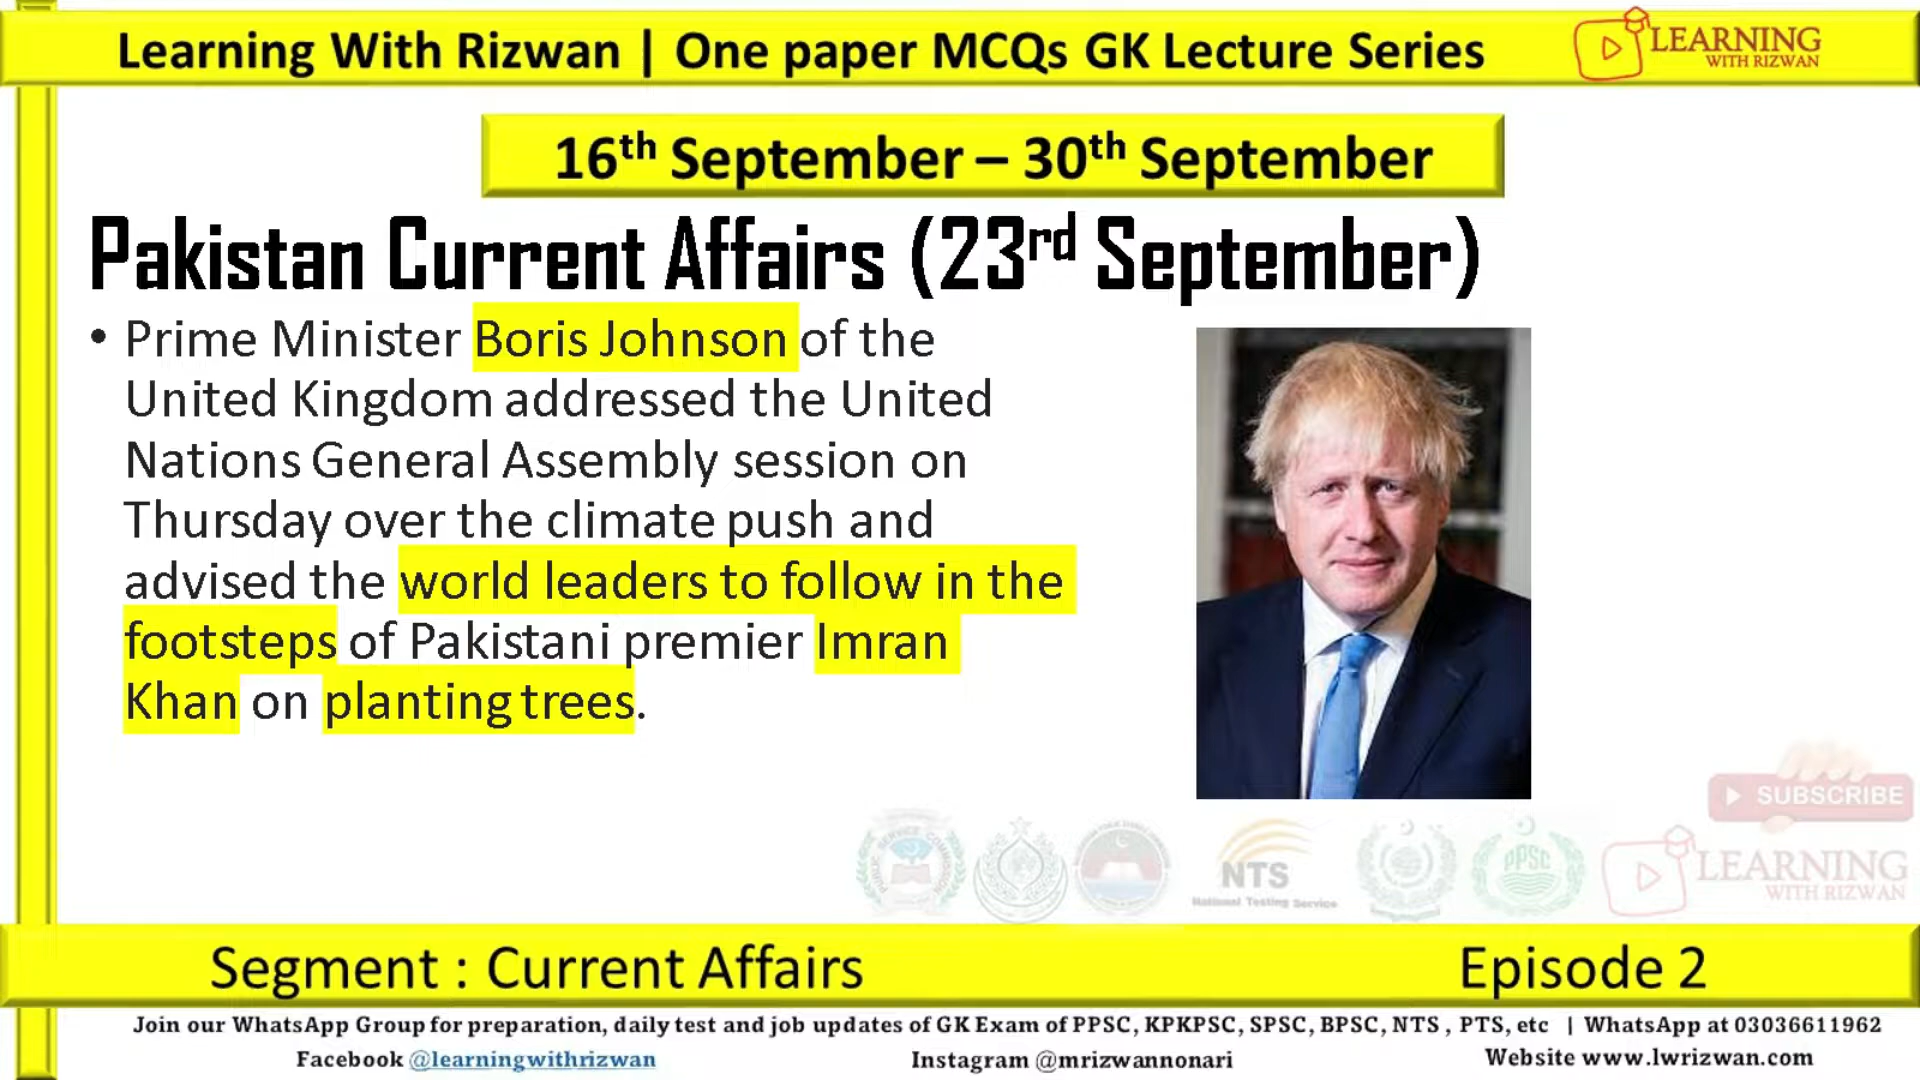 Learning With Rizwan | One paper MCQs GK Lecture Series
LEARNING
WITH RIZWAN
16th September – 30th September
Pakistan Current Affairs (23rd September)
• Prime Minister Boris Johnson of the
United Kingdom addressed the United
Nations General Assembly session on
Thursday over the climate push and
advised the world leaders to follow in the
footsteps of Pakistani premier Imran
Khan on planting trees.
SUBSCRIBE
NTS
National Testing Service
PPSC
LEARNING
WITH RIZWAN
Segment : Current Affairs
Episode 2
Join our WhatsApp Group for preparation, daily test and job updates of GK Exam of PPSC, KPKPSC, SPSC, BPSC, NTS , PTS, etc | WhatsApp at 03036611962
Facebook @learningwithrizwan Instagram @mrizwannonari Website www.lwrizwan.com